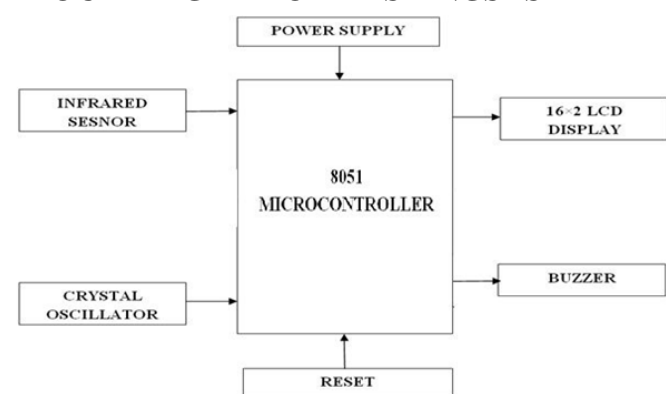 POWER SUPPLY
INFRARED
SESNOR
16×2 LCD
DISPLAY
8051
MICROCONTROLLER
CRYSTAL
OSCILLATOR
BUZZER
RESET